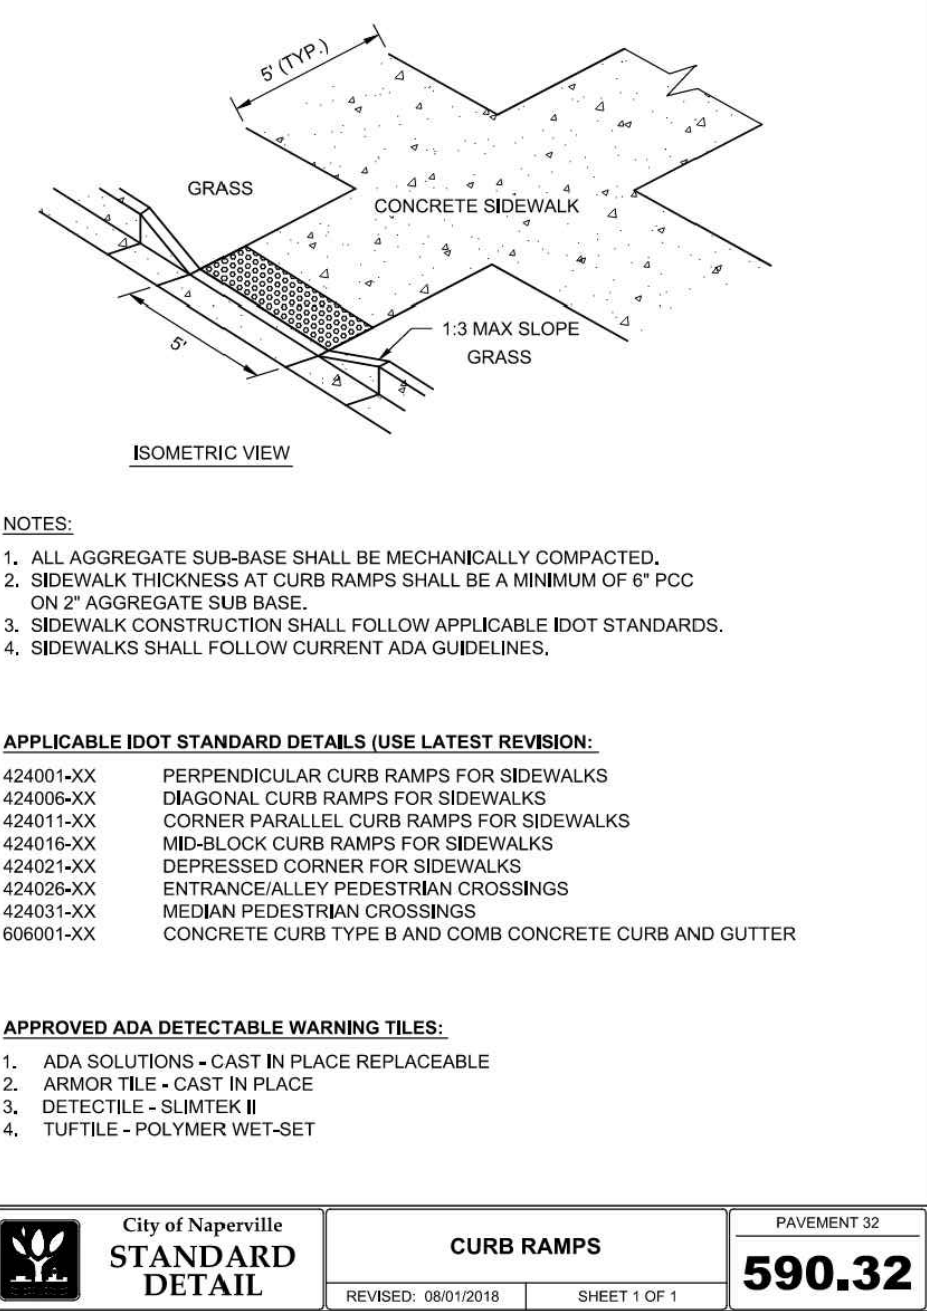 5' (TYP.)
GRASS
CONCRETE SIDEWALK
1:3 MAX SLOPE
GRASS
5'
ISOMETRIC VIEW
NOTES:
1. ALL AGGREGATE SUB-BASE SHALL BE MECHANICALLY COMPACTED.
2. SIDEWALK THICKNESS AT CURB RAMPS SHALL BE A MINIMUM OF 6" PCC
ON 2" AGGREGATE SUB BASE.
3. SIDEWALK CONSTRUCTION SHALL FOLLOW APPLICABLE IDOT STANDARDS.
4. SIDEWALKS SHALL FOLLOW CURRENT ADA GUIDELINES.
APPLICABLE IDOT STANDARD DETAILS (USE LATEST REVISION:
424001-XX PERPENDICULAR CURB RAMPS FOR SIDEWALKS
424006-XX DIAGONAL CURB RAMPS FOR SIDEWALKS
424011-XX CORNER PARALLEL CURB RAMPS FOR SIDEWALKS
424016-XX MID-BLOCK CURB RAMPS FOR SIDEWALKS
424021-XX DEPRESSED CORNER FOR SIDEWALKS
424026-XX ENTRANCE/ALLEY PEDESTRIAN CROSSINGS
424031-XX MEDIAN PEDESTRIAN CROSSINGS
606001-XX CONCRETE CURB TYPE B AND COMB CONCRETE CURB AND GUTTER
APPROVED ADA DETECTABLE WARNING TILES:
1. ADA SOLUTIONS - CAST IN PLACE REPLACEABLE
2. ARMOR TILE - CAST IN PLACE
3. DETECTILE - SLIMTEK II
4. TUFTILE - POLYMER WET-SET
City of Naperville
STANDARD
DETAIL
CURB RAMPS
REVISED: 08/01/2018 SHEET 1 OF 1
PAVEMENT 32
590.32